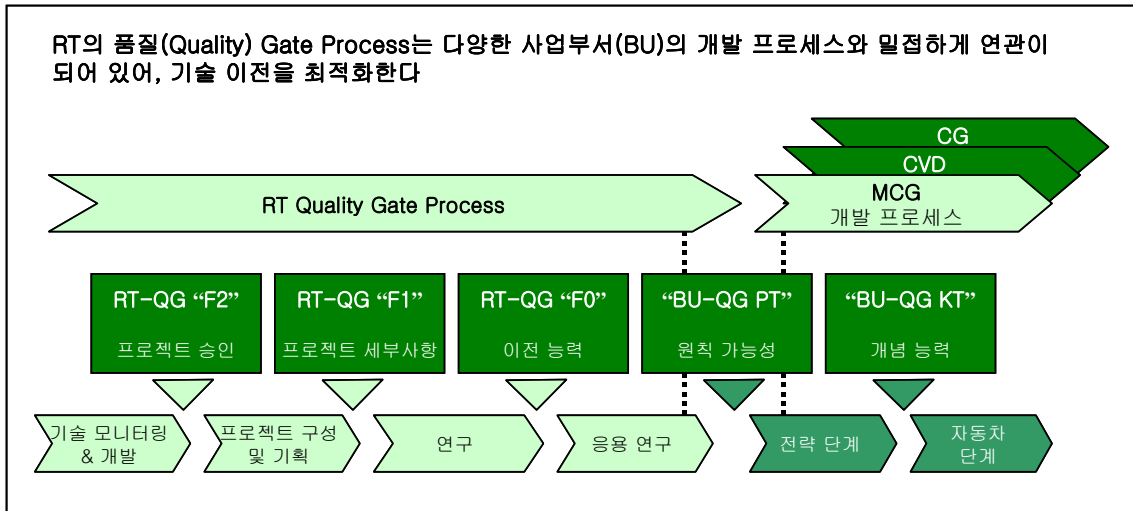 RT의 품질(Quality) Gate Process는 다양한 사업부서(BU)의 개발 프로세스와 밀접하게 연관이
되어 있어, 기술 이전을 최적화한다
CG
CVD
MCG
개발 프로세스
RT Quality Gate Process
RT-QG “F2”
프로젝트 승인
RT-QG “F1”
프로젝트 세부사항
RT-QG “F0”
이전 능력
“BU-QG PT”
원칙 가능성
“BU-QG KT”
개념 능력
기술 모니터링
& 개발
프로젝트 구성
및 기획
연구
응용 연구
전략 단계
자동차
단계